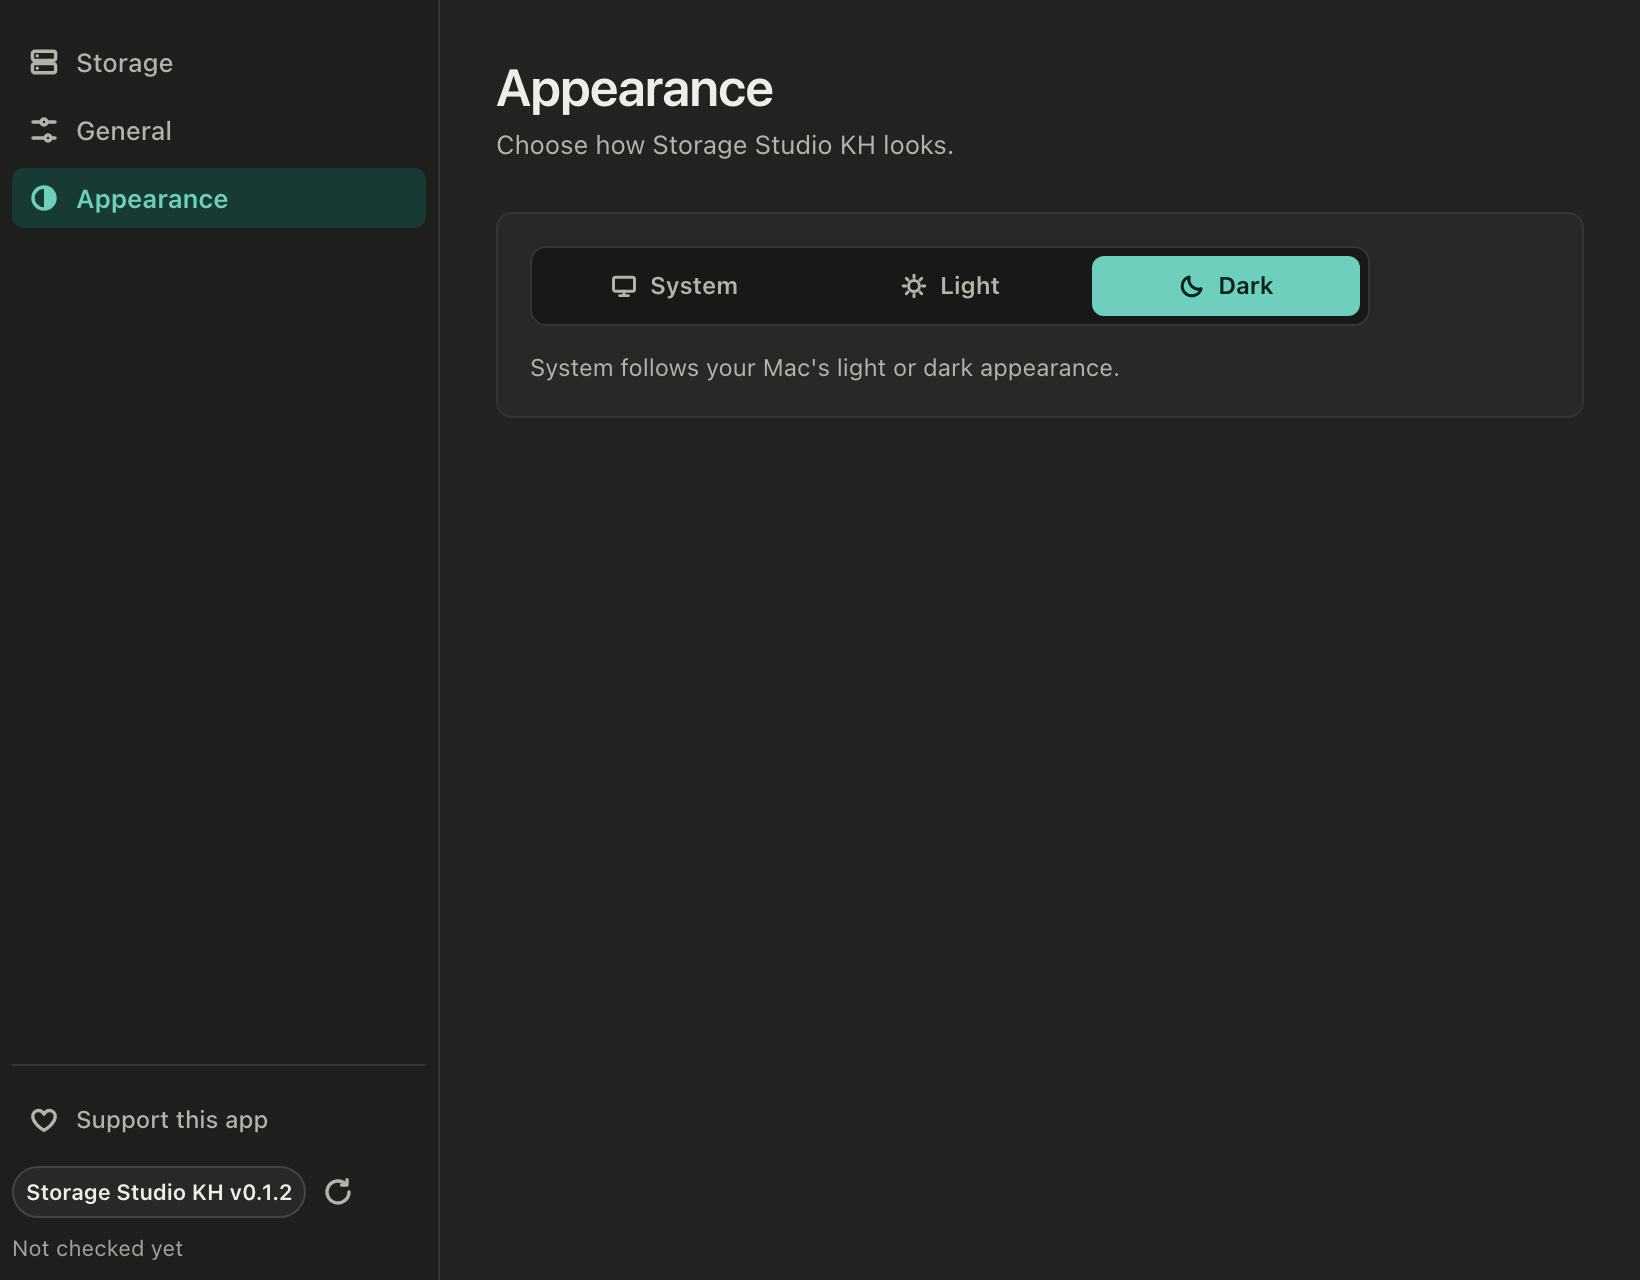 Storage
General
Appearance
Support this app
Storage Studio KH v0.1.2
Not checked yet
Appearance
Choose how Storage Studio KH looks.
System
Light
Dark
System follows your Mac's light or dark appearance.